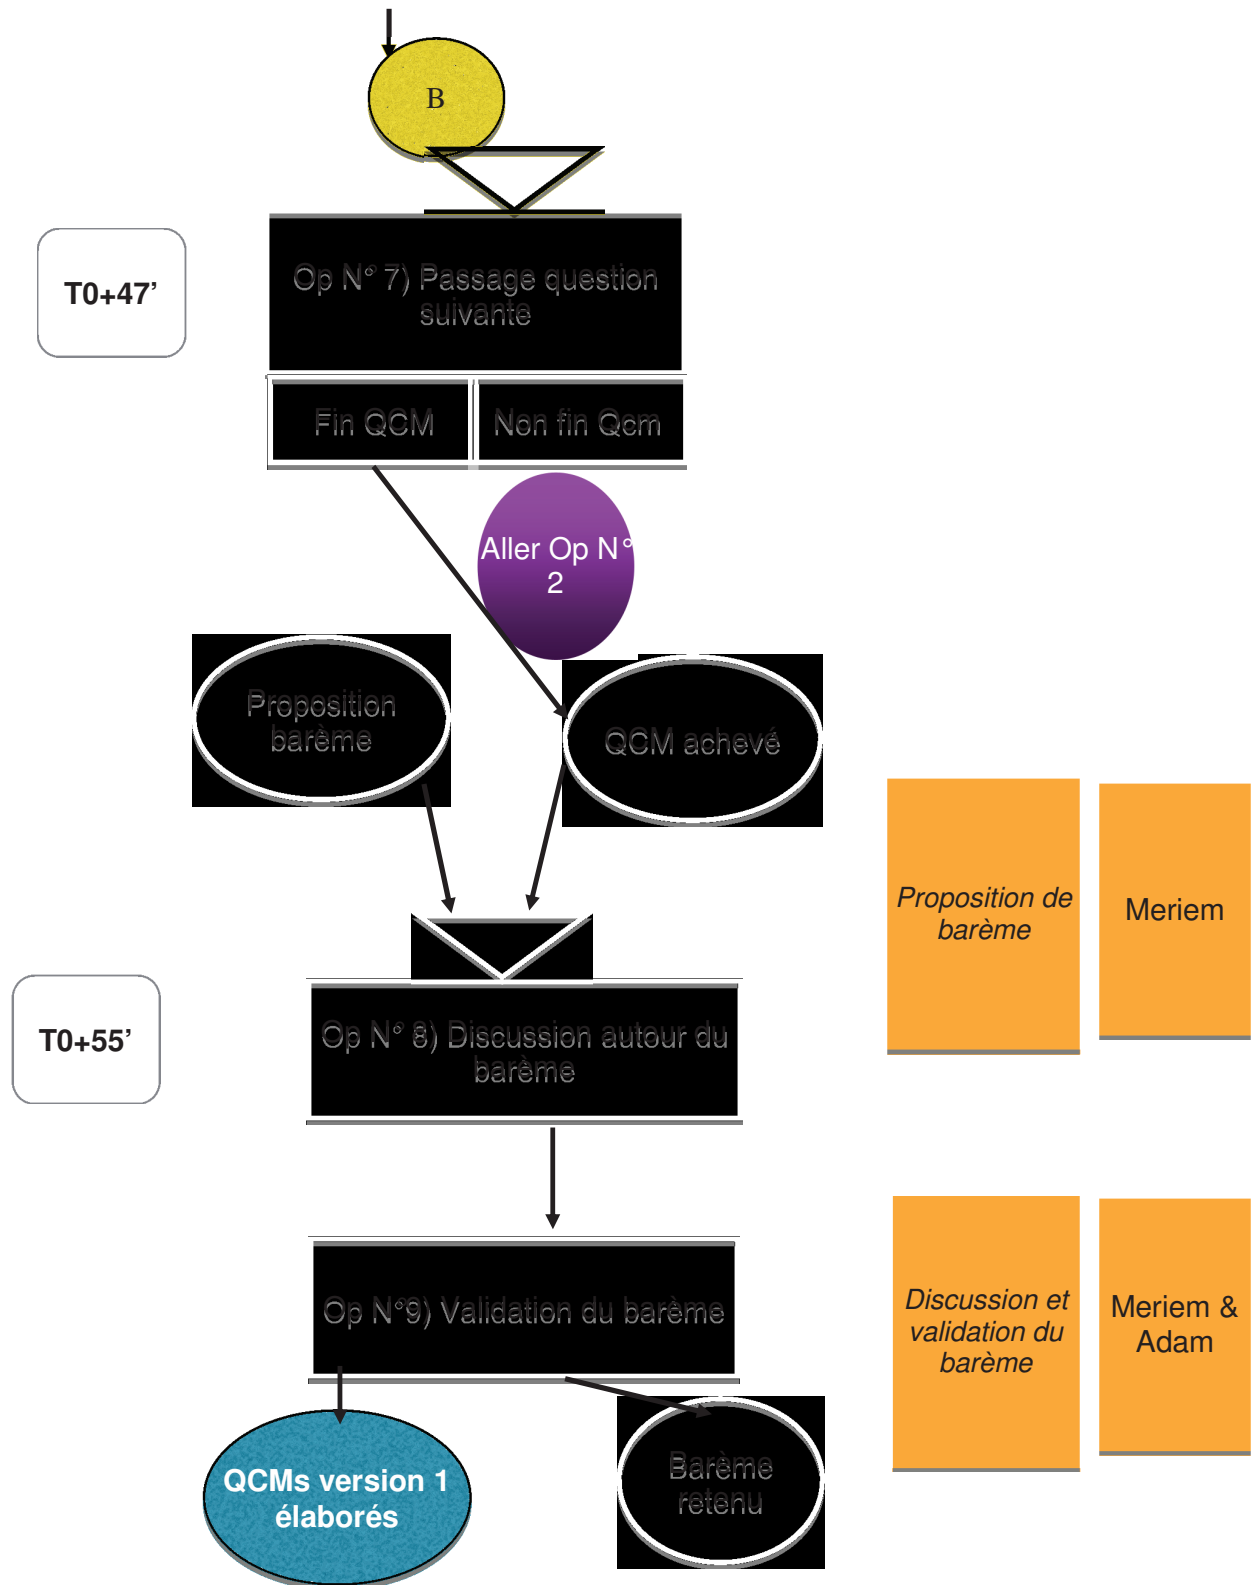 B
T0+47’
Op N° 7) Passage question
suivante
Fin QCM
Non fin Qcm
Aller Op N°
2
Proposition
barème
QCM achevé
Proposition de
barème
Meriem
T0+55’
Op N° 8) Discussion autour du
barème
Op N°9) Validation du barème
Discussion et
validation du
barème
Meriem &
Adam
QCMs version 1
élaborés
Barème
retenu